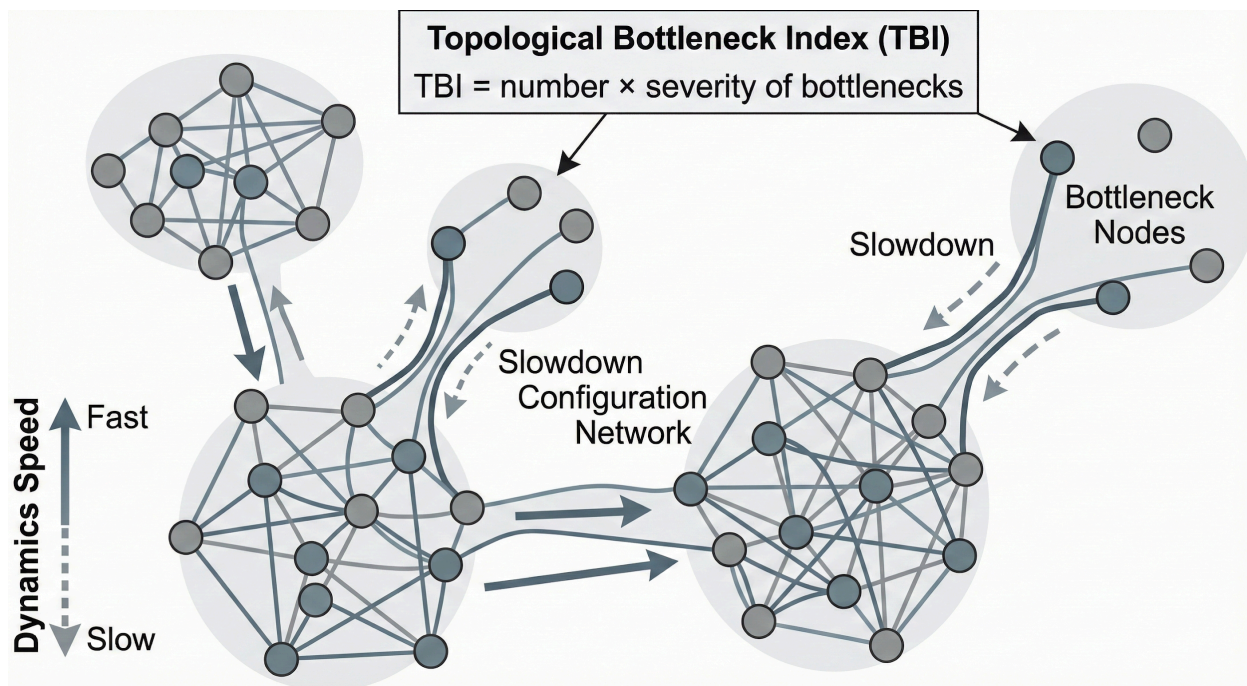 Topological Bottleneck Index (TBI)
TBI = number × severity of bottlenecks
Bottleneck
Nodes
Slowdown
Slowdown
Configuration
Network
Dynamics Speed
Fast
Slow